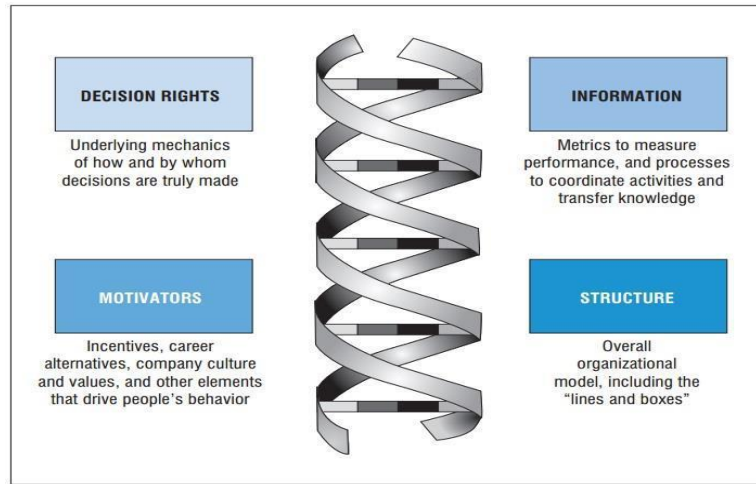 DECISION RIGHTS
Underlying mechanics
of how and by whom
decisions are truly made
INFORMATION
Metrics to measure
performance, and processes
to coordinate activities and
transfer knowledge
MOTIVATORS
Incentives, career
alternatives, company culture
and values, and other elements
that drive people's behavior
STRUCTURE
Overall
organizational
model, including the
“lines and boxes”